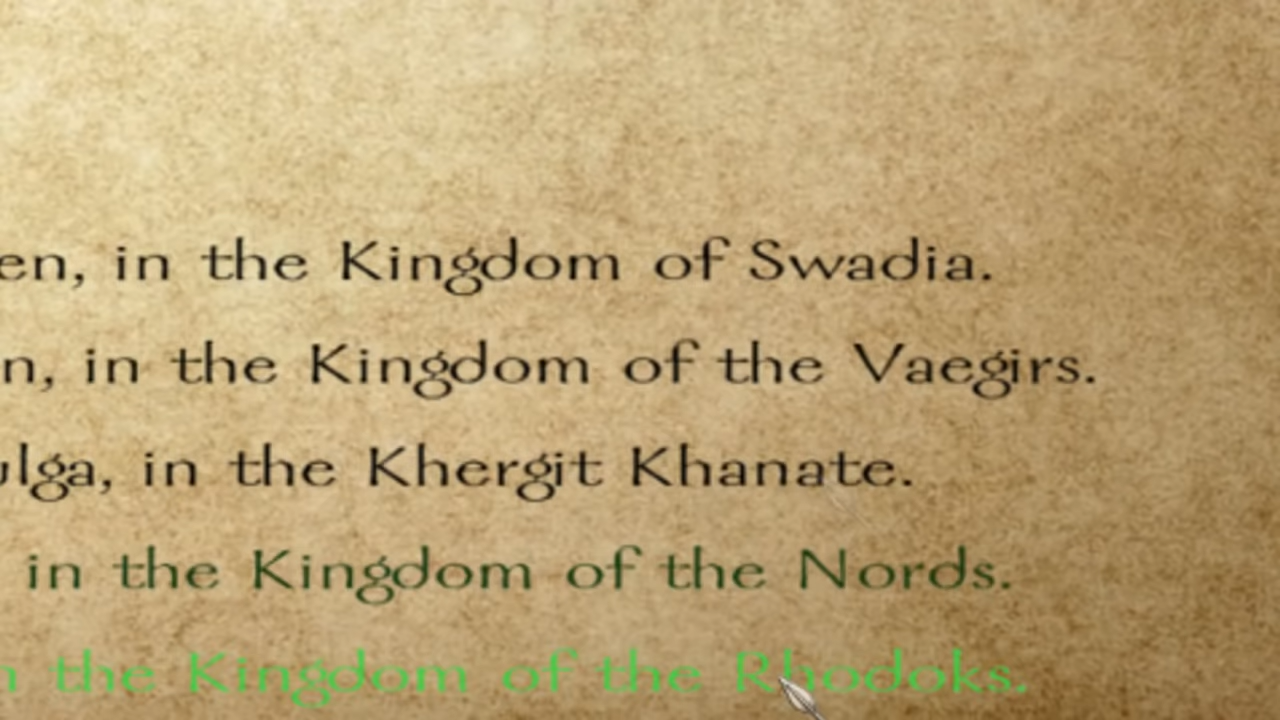 en, in the Kingdom of Swadia.
n, in the Kingdom of the Vaegirs.
ulga, in the Khergit Khanate.
in the Kingdom of the Nords.
n the Kingdom of the Rhodoks.